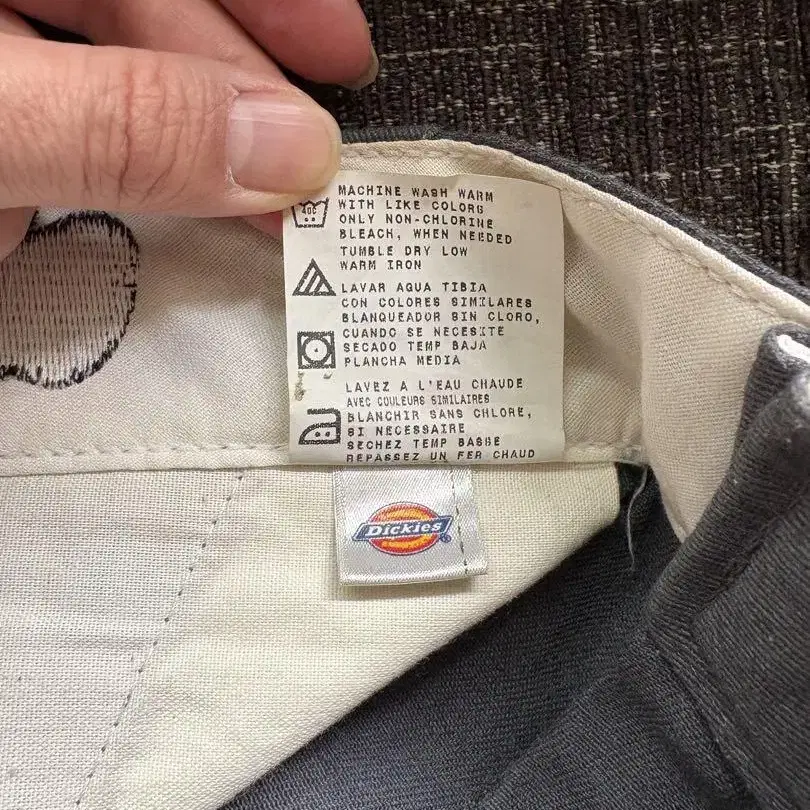 MACHINE WASH WARM
WITH LIKE COLORS
ONLY NON-CHLORINE
BLEACH, WHEN NEEDED
TUMBLE DRY LOW
WARM IRON
40C
LAVAR AGUA TIBIA
CON COLORES SIMILARES
BLANQUEADOR SIN CLORO,
CUANDO SE NECESITE
SECADO TEMP BAJA
PLANCHA MEDIA
LAVEZ A L'EAU CHAUDE
AVEC COULEURS SIMILAIRES
BLANCHIR SANS CHLORE,
SI NECESSAIRE
SECHEZ TEMP BASSE
REPASSEZ UN FER CHAUD
Dickies